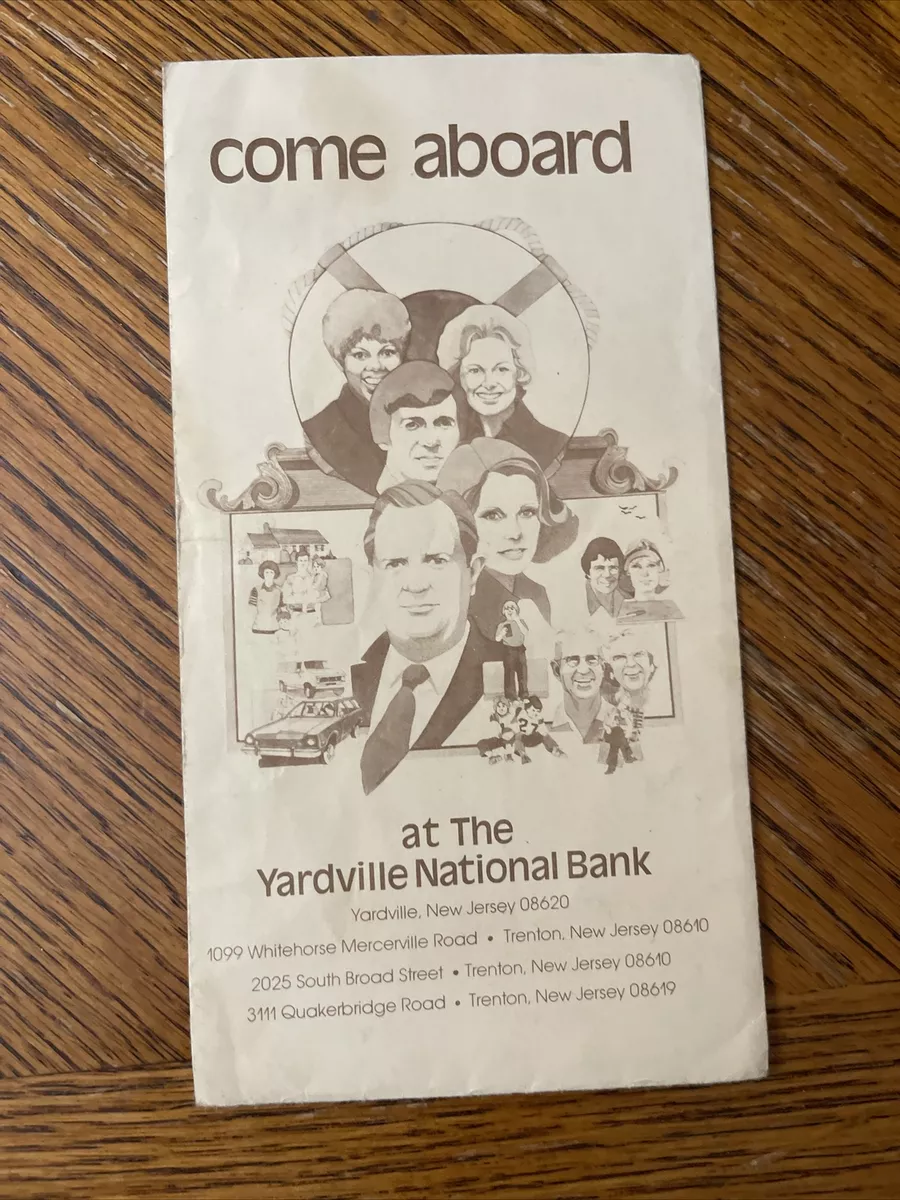 come aboard
at The
Yardville National Bank
Yardville, New Jersey 08620
1099 Whitehorse Mercerville Road • Trenton, New Jersey 08610
2025 South Broad Street • Trenton, New Jersey 08610
3111 Quakerbridge Road • Trenton, New Jersey 08619